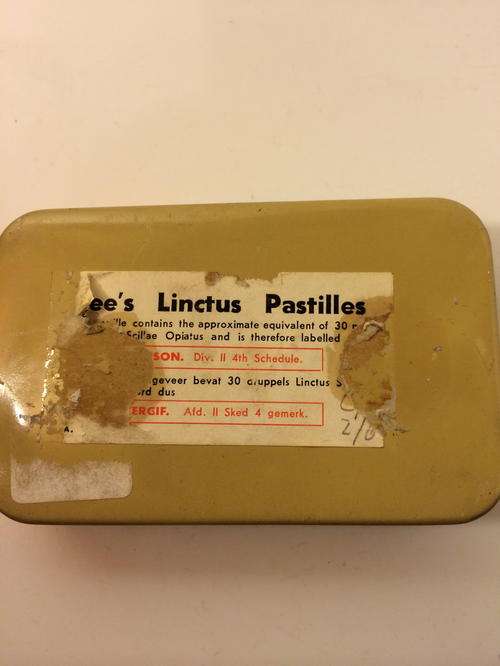 ee's Linctus Pastilles
contains the approximate equivalent of 30
Scillae Opiatus and is therefore labelled
SON. Div. II 4th Schedule.
geveer bevat 30 druppels Linctus S
rd dus
ERGIF. Afd. II Sked 4 gemerk.
A.
2/6